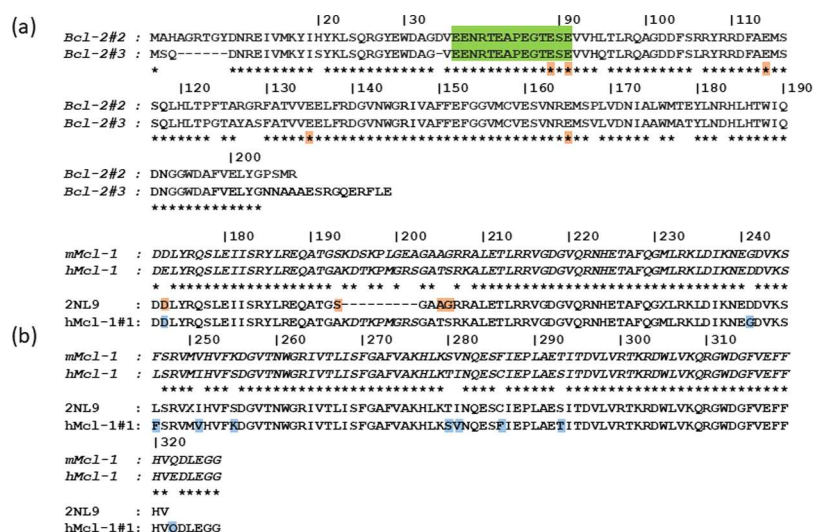 (a)
|20 |30 |90 |100 |110
Bcl-2#2 : MAHAGRTGYDNREIVMKYIHYKLSQRGYEWDAGDVEENRTEAPEGTESEVVHLTLRQAGDDFSRRYRRDFAEMS
Bcl-2#3 : MSQ------DNREIVMKYISYKLSQRGYEWDAG-VEENRTEAPEGTESEVVHQTLRQAGDDFSLRYRRDFAEMS
|120 |130 |140 |150 |160 |170 |180 |190
Bcl-2#2 : SQLHLTPFTARGRFATVVEELFRDGVNWGRIVAFFEFGGVMCVESVNREMSPLVDNIALWMTEYLNRHLHTWIQ
Bcl-2#3 : SQLHLTPGTAYASFATVVEELFRDGVNWGRIVAFFEFGGVMCVESVNREMSVLVDNIAAWMATYLNDHLHTWIQ
|200
Bcl-2#2 : DNGGWDAFVELYGPSMR
Bcl-2#3 : DNGGWDAFVELYGNNAAAESRGQERFLE
*****************
|180 |190 |200 |210 |220 |230 |240
mMcl-1 : DDLYRQSLEIISRYLREQATGSKDSKPLGEAGAAGRRALETLRRVGDGVQRNHETAFQGMLRKLDIKNEGDVKS
hMcl-1 : DELYRQSLEIISRYLREQATGAKDTKPMGRSGATSRKALETLRRVGDGVQRNHETAFQGMLRKLDIKNEDDVKS
2NL9 : DDLYRQSLEIISRYLREQATGS----------GAAGRRALETLRRVGDGVQRNHETAFQGXLRKLDIKNEDDVKS
hMcl-1#1: DDLYRQSLEIISRYLREQATGAKDTKPMGRSGATSRKALETLRRVGDGVQRNHETAFQGMLRKLDIKNEGDVKS
(b)
|250 |260 |270 |280 |290 |300 |310
mMcl-1 : FSRVMVHVFKDGVTNWGRIVTLISFGAFVAKHLKSVNQESFIEPLAETITDVLVRTKRDWLVKQRGWDGFVEFF
hMcl-1 : LSRVMIHVFSDGVTNWGRIVTLISFGAFVAKHLKTINQESCIEPLAESITDVLVRTKRDWLVKQRGWDGFVEFF
2NL9 : LSRVXIHVFSDGVTNWGRIVTLISFGAFVAKHLKTINQESCIEPLAESITDVLVRTKRDWLVKQRGWDGFVEFF
hMcl-1#1: FSRVMVHVFKDGVTNWGRIVTLISFGAFVAKHLKSVNQESFIEPLAETITDVLVRTKRDWLVKQRGWDGFVEFF
|320
mMcl-1 : HVQDLEGG
hMcl-1 : HVEDLEGG
** *****
2NL9 : HV
hMcl-1#1: HVQDLEGG